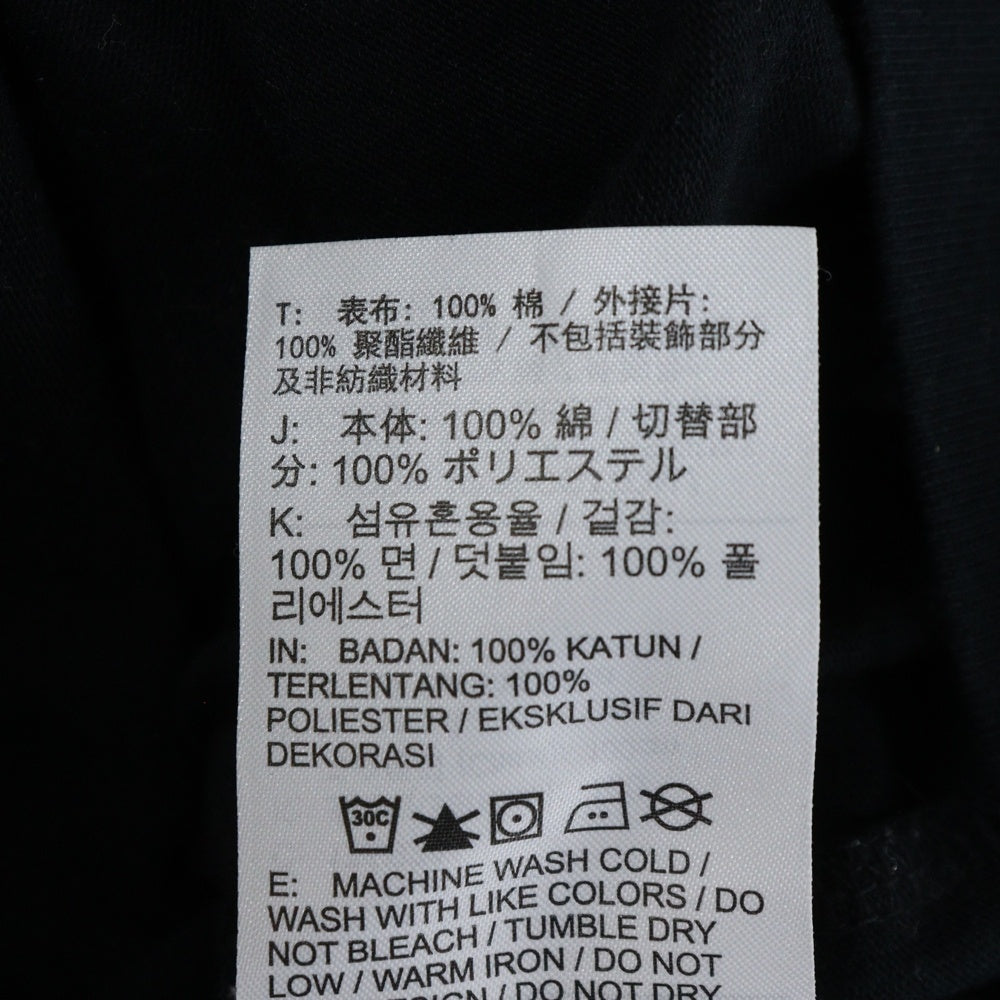 T: 表布: 100% 棉 / 外接片:
100% 聚酯纖維 / 不包括裝飾部分
及非紡織材料
J: 本体: 100% 綿 / 切替部
分: 100% ポリエステル
K: 섬유혼용율 / 겉감:
100% 면 / 덧붙임: 100% 폴
리에스터
IN: BADAN: 100% KATUN /
TERLENTANG: 100%
POLIESTER / EKSKLUSIF DARI
DEKORASI
30C
E: MACHINE WASH COLD /
WASH WITH LIKE COLORS / DO
NOT BLEACH / TUMBLE DRY
LOW / WARM IRON / DO NOT
DESIGN / DO NOT DRY